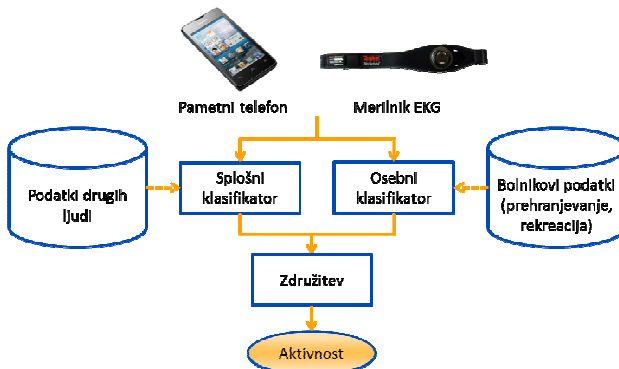 Pametni telefon
Merilnik EKG
Podatki drugih
ljudi
Splošni
klasifikator
Osebni
klasifikator
Bolnikovi podatki
(prehranjevanje,
rekreacija)
Združitev
Aktivnost